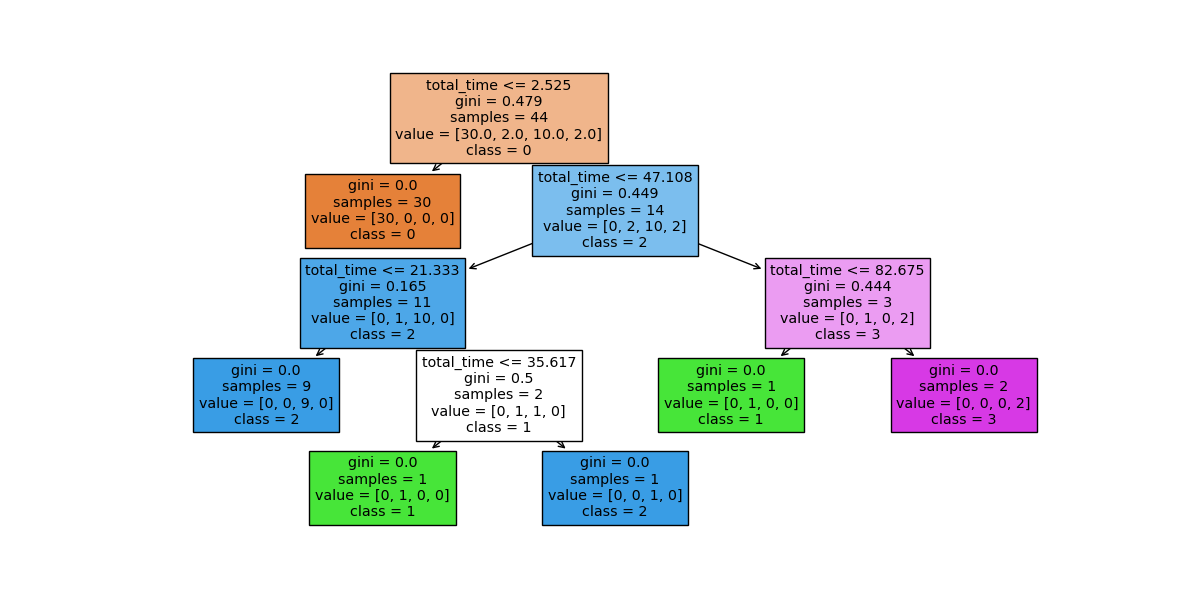 total_time <= 2.525
gini = 0.479
samples = 44
value = [30.0, 2.0, 10.0, 2.0]
class = 0
gini = 0.0
samples = 30
value = [30, 0, 0, 0]
class = 0
total_time <= 47.108
gini = 0.449
samples = 14
value = [0, 2, 10, 2]
class = 2
total_time <= 21.333
gini = 0.165
samples = 11
value = [0, 1, 10, 0]
class = 2
total_time <= 82.675
gini = 0.444
samples = 3
value = [0, 1, 0, 2]
class = 3
gini = 0.0
samples = 9
value = [0, 0, 9, 0]
class = 2
total_time <= 35.617
gini = 0.5
samples = 2
value = [0, 1, 1, 0]
class = 1
gini = 0.0
samples = 1
value = [0, 1, 0, 0]
class = 1
gini = 0.0
samples = 2
value = [0, 0, 0, 2]
class = 3
gini = 0.0
samples = 1
value = [0, 1, 0, 0]
class = 1
gini = 0.0
samples = 1
value = [0, 0, 1, 0]
class = 2